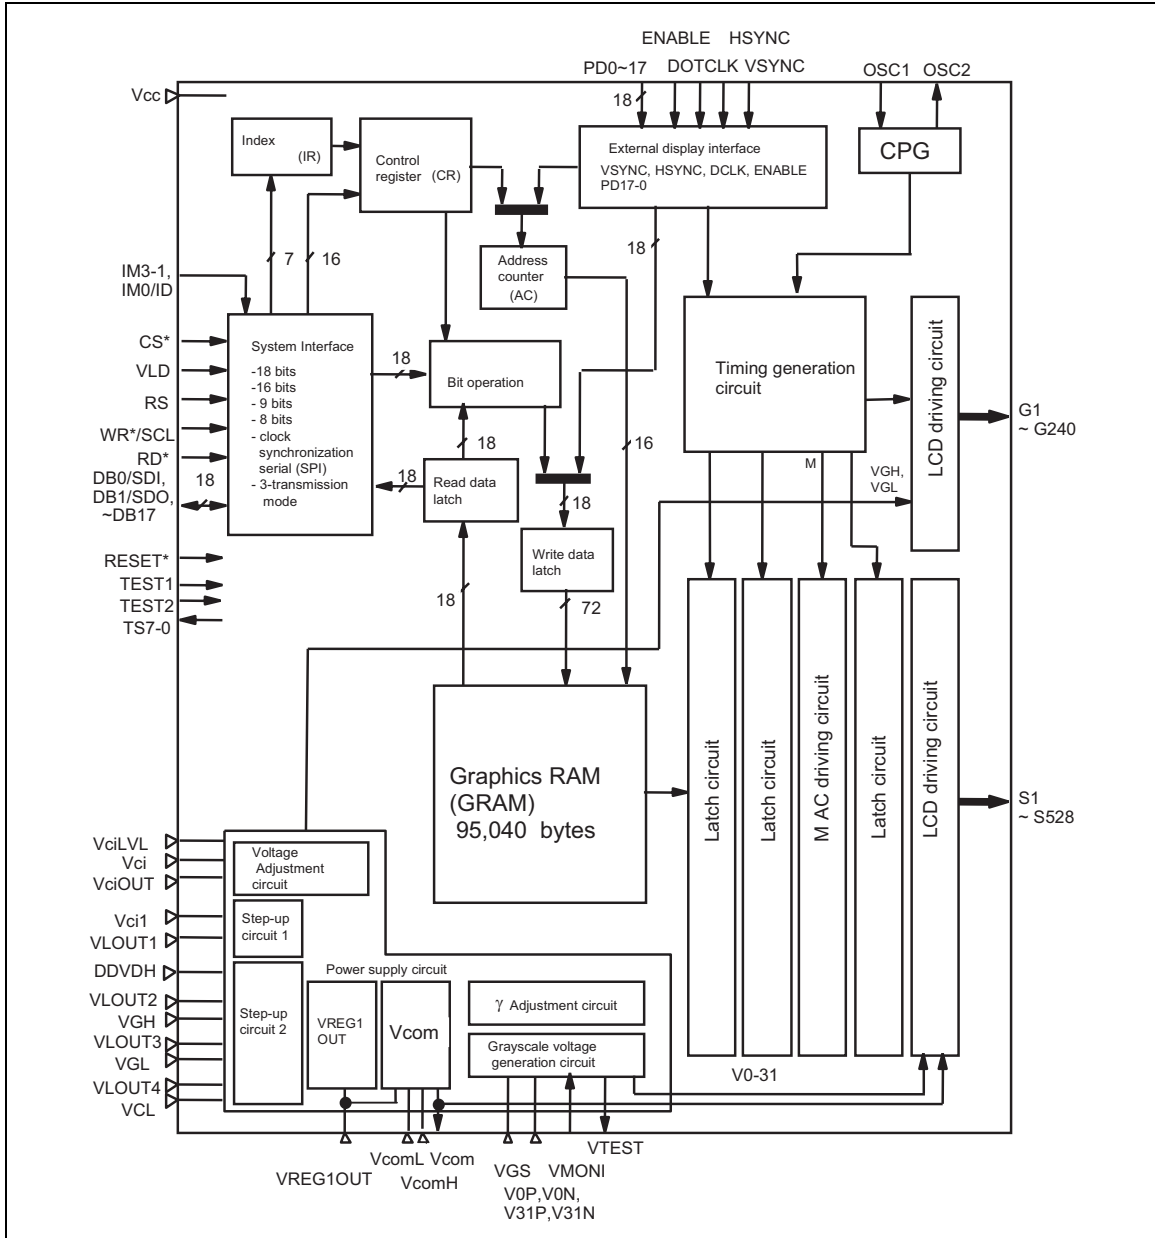 ENABLE HSYNC
PD0~17 DOTCLK VSYNC
OSC1 OSC2
Vcc
18
Index
(IR)
Control
register (CR)
External display interface
VSYNC, HSYNC, DCLK, ENABLE
PD17-0
CPG
7
16
18
Address
counter
(AC)
IM3-1,
IM0/ID
CS*
VLD
RS
WR*/SCL
RD*
DB0/SDI,
DB1/SDO,
~DB17
18
System Interface
-18 bits
-16 bits
- 9 bits
- 8 bits
- clock
synchronization
serial (SPI)
- 3-transmission
mode
18
Bit operation
18
18
Read data
latch
16
18
Write data
latch
18
72
Timing generation
circuit
M
VGH,
VGL
LCD driving circuit
G1
~ G240
RESET*
TEST1
TEST2
TS7-0
Graphics RAM
(GRAM)
95,040 bytes
Latch circuit
Latch circuit
M AC driving circuit
Latch circuit
LCD driving circuit
S1
~ S528
VciLVL
Vci
VciOUT
Vci1
VLOUT1
DDVDH
VLOUT2
VGH
VLOUT3
VGL
VLOUT4
VCL
Voltage
Adjustment
circuit
Step-up
circuit 1
Step-up
circuit 2
Power supply circuit
VREG1
OUT
Vcom
γ Adjustment circuit
Grayscale voltage
generation circuit
V0-31
VREG1OUT
VcomL Vcom
VcomH
VGS
VMONI
VTEST
V0P,V0N,
V31P,V31N